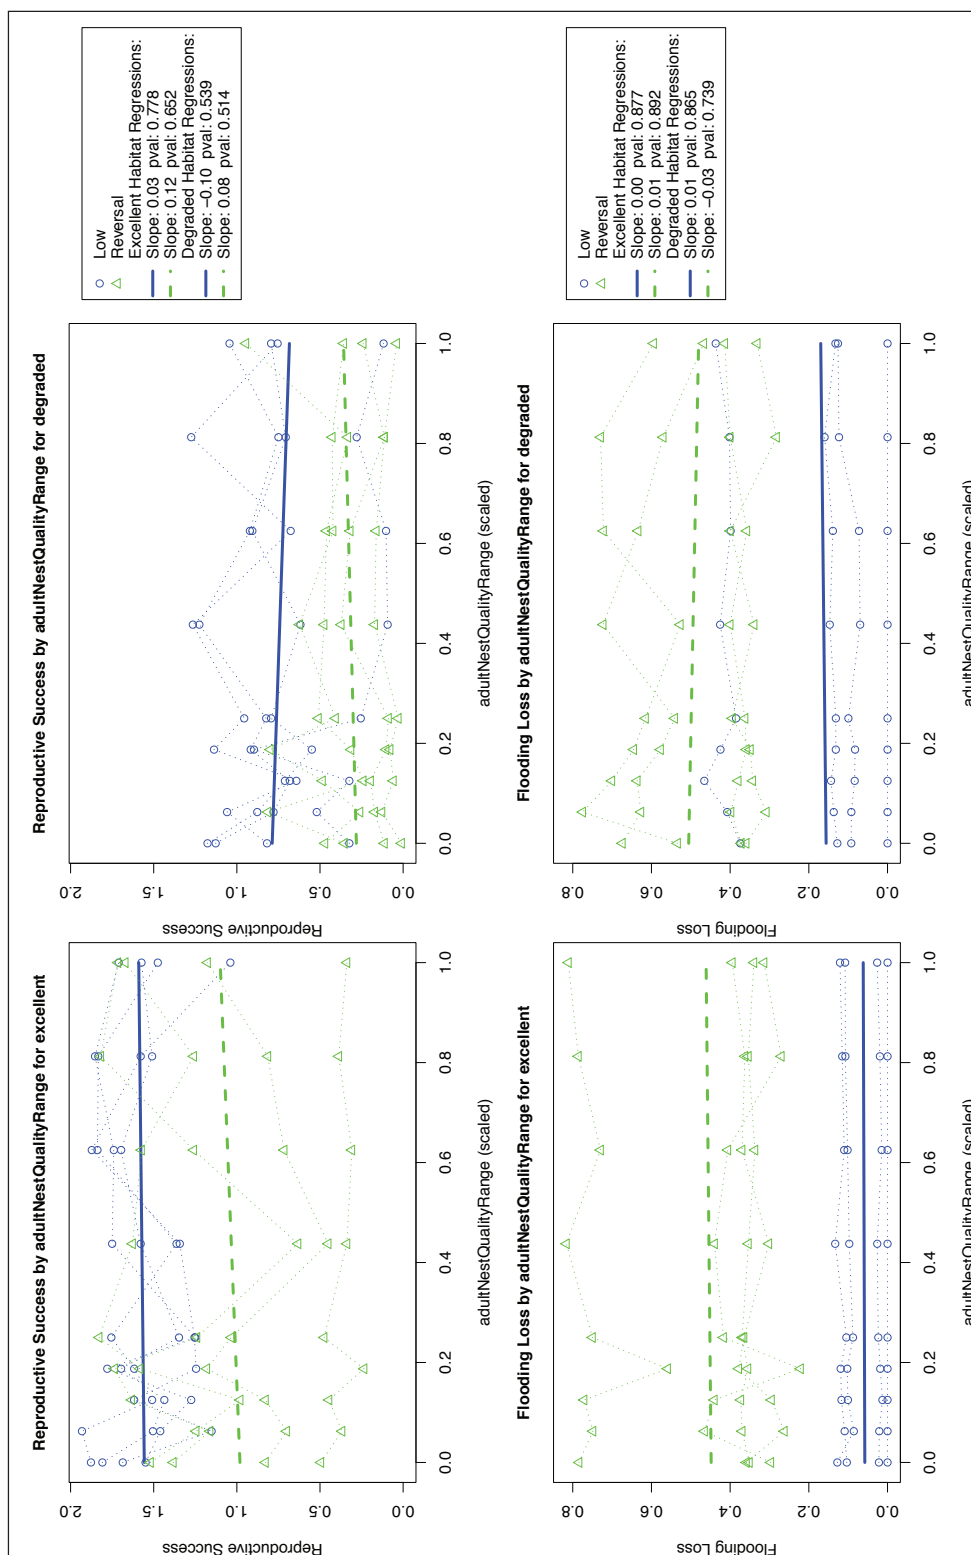 Reproductive Success by adultNestQualityRange for excellent
Reproductive Success
0.0 0.5 1.0 1.5 2.0
0.0 0.2 0.4 0.6 0.8 1.0
adultNestQualityRange (scaled)
Reproductive Success by adultNestQualityRange for degraded
Reproductive Success
0.0 0.5 1.0 1.5 2.0
0.0 0.2 0.4 0.6 0.8 1.0
adultNestQualityRange (scaled)
Low
Reversal
Excellent Habitat Regressions:
Slope: 0.03 pval: 0.778
Slope: 0.12 pval: 0.652
Degraded Habitat Regressions:
Slope: −0.10 pval: 0.539
Slope: 0.08 pval: 0.514
Flooding Loss by adultNestQualityRange for excellent
Flooding Loss
0.0 0.2 0.4 0.6 0.8
0.0 0.2 0.4 0.6 0.8 1.0
adultNestQualityRange (scaled)
Flooding Loss by adultNestQualityRange for degraded
Flooding Loss
0.0 0.2 0.4 0.6 0.8
0.0 0.2 0.4 0.6 0.8 1.0
adultNestQualityRange (scaled)
Low
Reversal
Excellent Habitat Regressions:
Slope: 0.00 pval: 0.877
Slope: 0.01 pval: 0.892
Degraded Habitat Regressions:
Slope: 0.01 pval: 0.865
Slope: −0.03 pval: 0.739